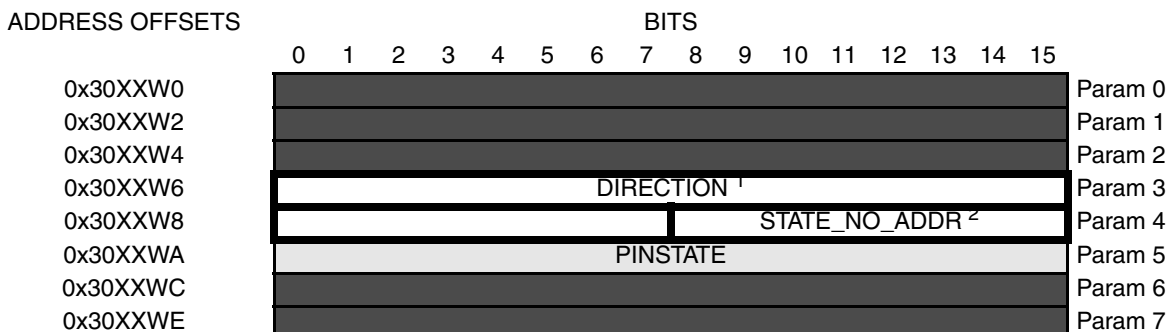 ADDRESS OFFSETS BITS
0 1 2 3 4 5 6 7 8 9 10 11 12 13 14 15
0x30XXW0 Param 0
0x30XXW2 Param 1
0x30XXW4 Param 2
0x30XXW6 DIRECTION 1 Param 3
0x30XXW8 STATE_NO_ADDR 2 Param 4
0x30XXWA PINSTATE Param 5
0x30XXWC Param 6
0x30XXWE Param 7